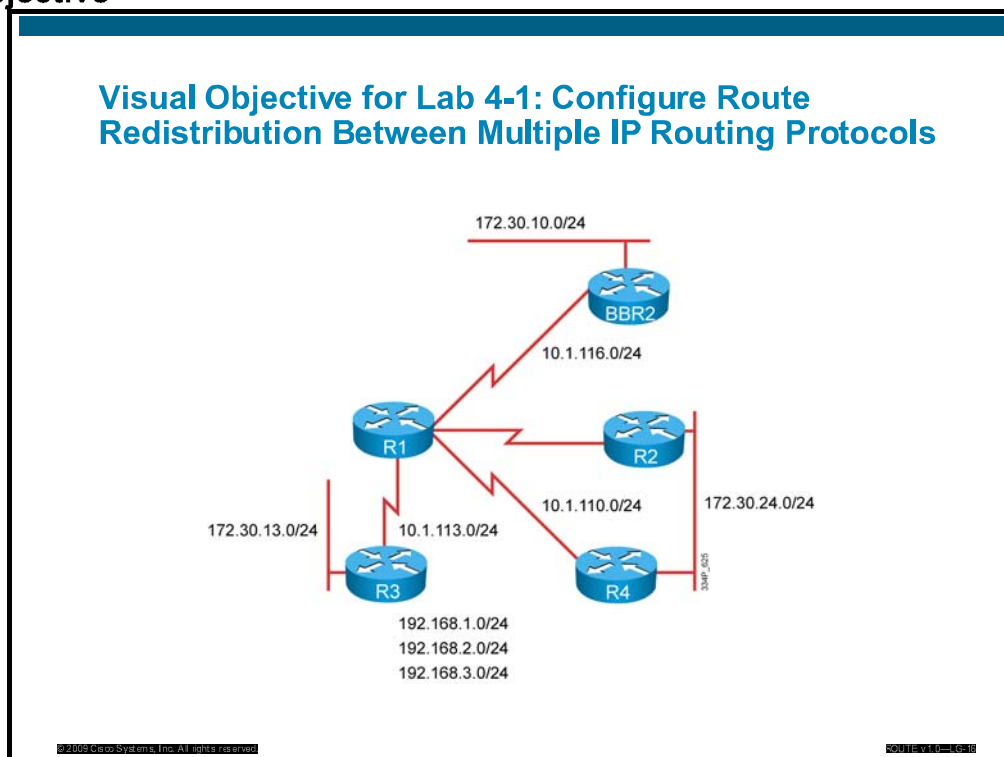 Visual Objective for Lab 4-1: Configure Route
Redistribution Between Multiple IP Routing Protocols
172.30.10.0/24
BBR2
10.1.116.0/24
R1
R2
10.1.110.0/24
172.30.24.0/24
172.30.13.0/24
10.1.113.0/24
R3
R4
334P_625
192.168.1.0/24
192.168.2.0/24
192.168.3.0/24
© 2009 Cisco Systems, Inc. All rights reserved.
ROUTE v1.0—LG-16